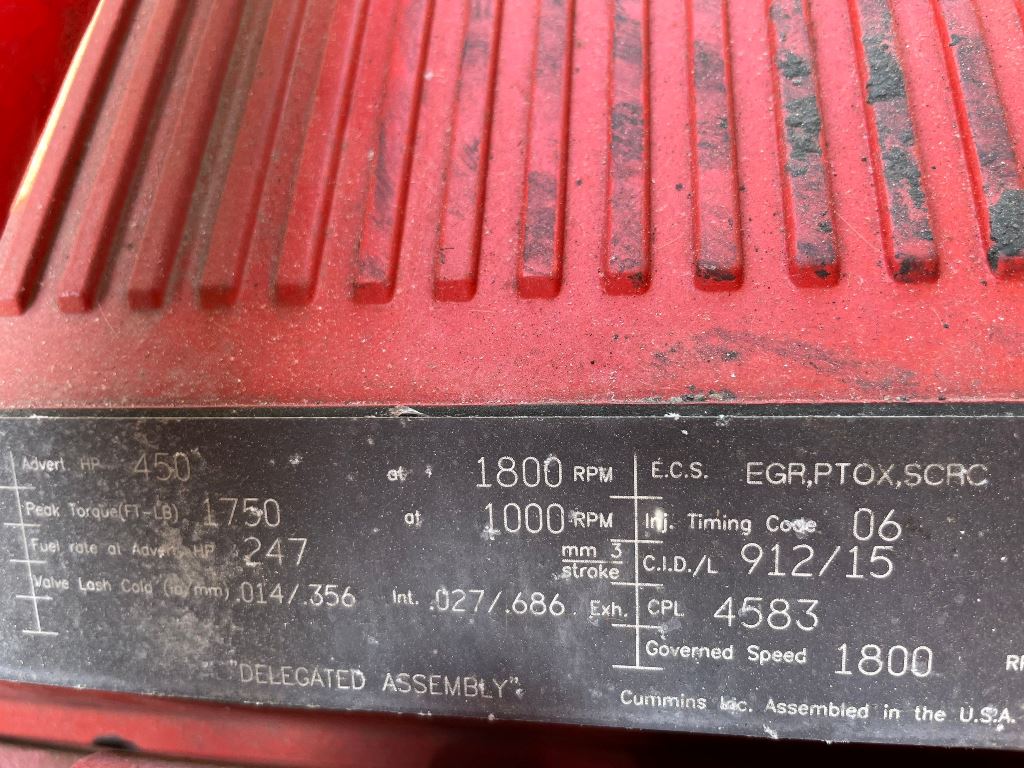 Advert. HP 450 at 1800 RPM
Peak Torque(FT-LB) 1750 at 1000 RPM
Fuel rate at Advert. HP 247 mm 3
stroke
Valve Lash Cold (in/mm) .014/.356 Int. .027/.686 Exh.
"DELEGATED ASSEMBLY"
E.C.S. EGR,PTOX,SCRC
Inj. Timing Code 06
C.I.D./L 912/15
CPL 4583
Governed Speed 1800
Cummins Inc. Assembled in the U.S.A.